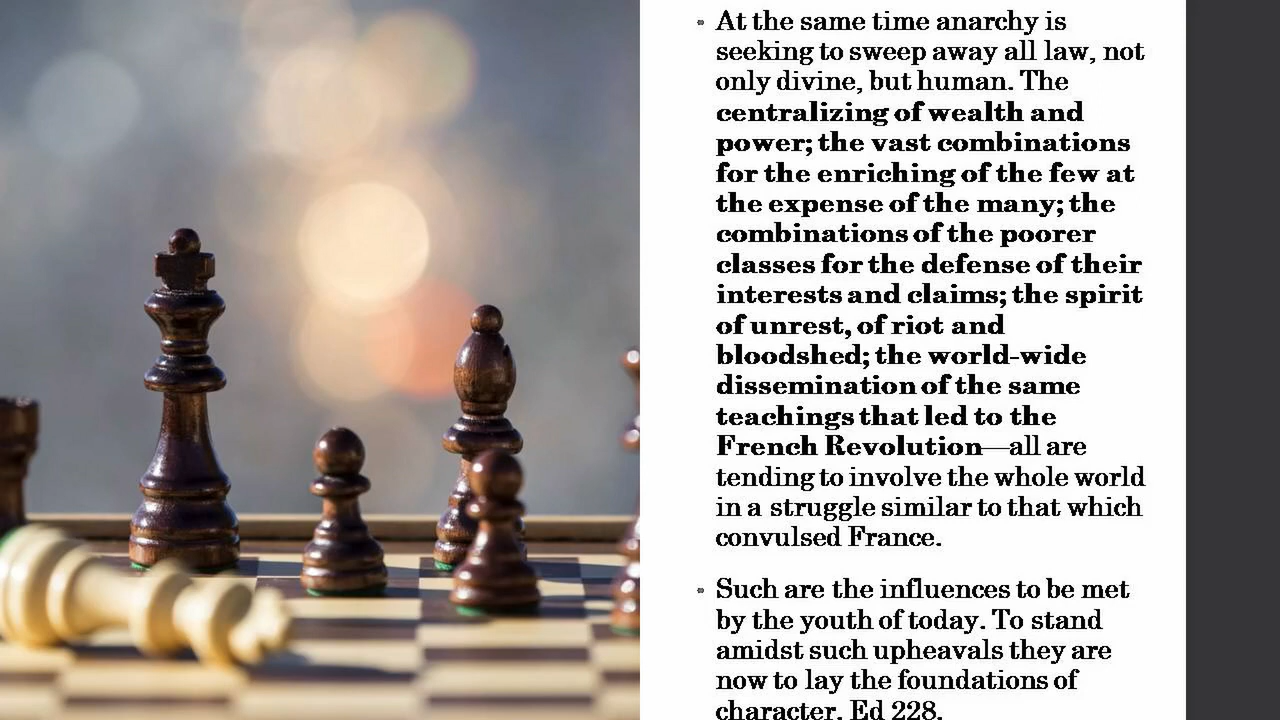 At the same time anarchy is
seeking to sweep away all law, not
only divine, but human. The
centralizing of wealth and
power; the vast combinations
for the enriching of the few at
the expense of the many; the
combinations of the poorer
classes for the defense of their
interests and claims; the spirit
of unrest, of riot and
bloodshed; the world-wide
dissemination of the same
teachings that led to the
French Revolution—all are
tending to involve the whole world
in a struggle similar to that which
convulsed France.
Such are the influences to be met
by the youth of today. To stand
amidst such upheavals they are
now to lay the foundations of
character. Ed 228.